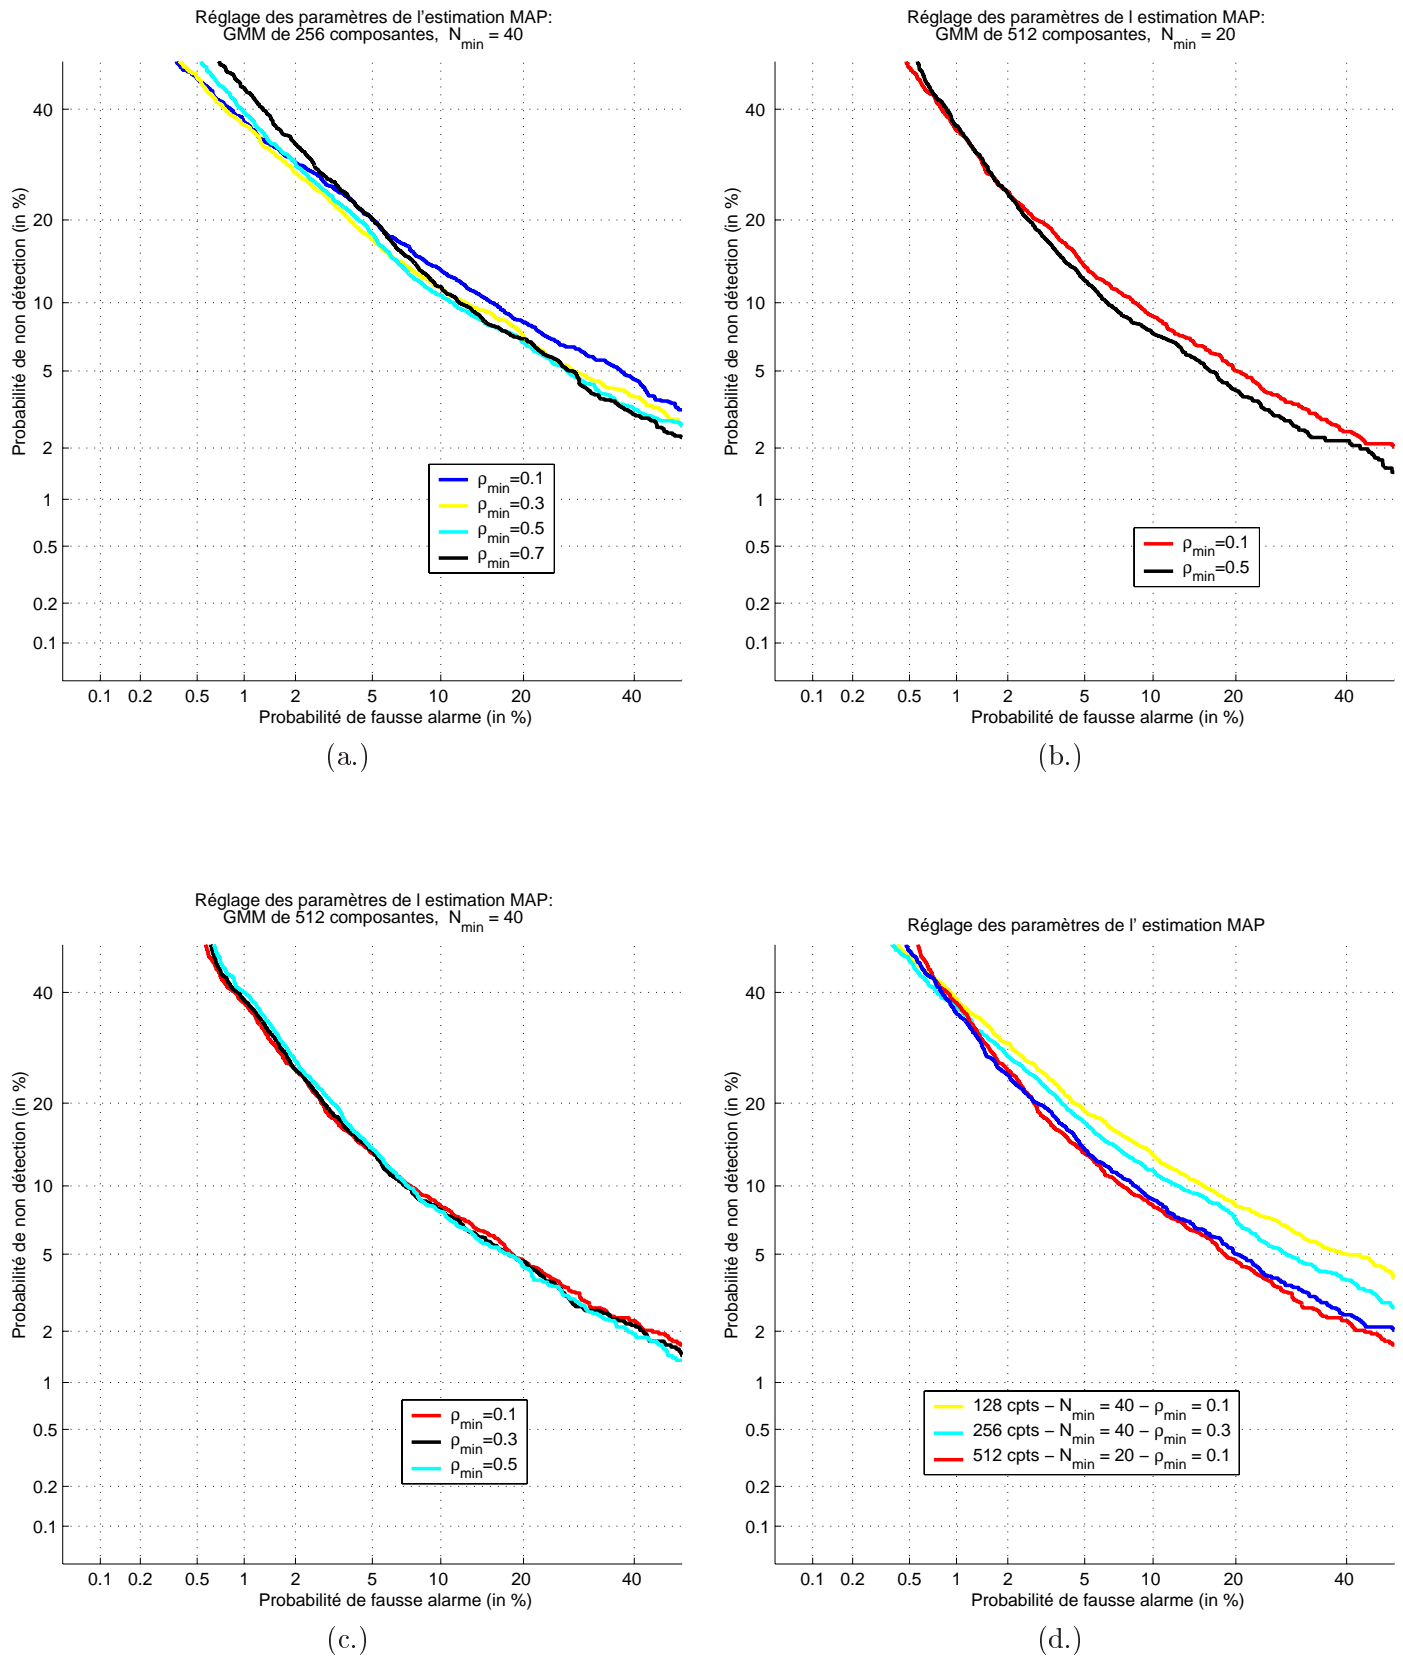 Réglage des paramètres de l'estimation MAP:
GMM de 256 composantes, N_min = 40
Probabilité de non détection (in %)
40
20
10
5
2
1
0.5
0.2
0.1
ρ_min=0.1
ρ_min=0.3
ρ_min=0.5
ρ_min=0.7
0.1 0.2 0.5 1 2 5 10 20 40
Probabilité de fausse alarme (in %)
(a.)
Réglage des paramètres de l estimation MAP:
GMM de 512 composantes, N_min = 20
Probabilité de non détection (in %)
40
20
10
5
2
1
0.5
0.2
0.1
ρ_min=0.1
ρ_min=0.5
0.1 0.2 0.5 1 2 5 10 20 40
Probabilité de fausse alarme (in %)
(b.)
Réglage des paramètres de l estimation MAP:
GMM de 512 composantes, N_min = 40
Probabilité de non détection (in %)
40
20
10
5
2
1
0.5
0.2
0.1
ρ_min=0.1
ρ_min=0.3
ρ_min=0.5
0.1 0.2 0.5 1 2 5 10 20 40
Probabilité de fausse alarme (in %)
(c.)
Réglage des paramètres de l' estimation MAP
Probabilité de non détection (in %)
40
20
10
5
2
1
0.5
0.2
0.1
128 cpts − N_min = 40 − ρ_min = 0.1
256 cpts − N_min = 40 − ρ_min = 0.3
512 cpts − N_min = 20 − ρ_min = 0.1
0.1 0.2 0.5 1 2 5 10 20 40
Probabilité de fausse alarme (in %)
(d.)